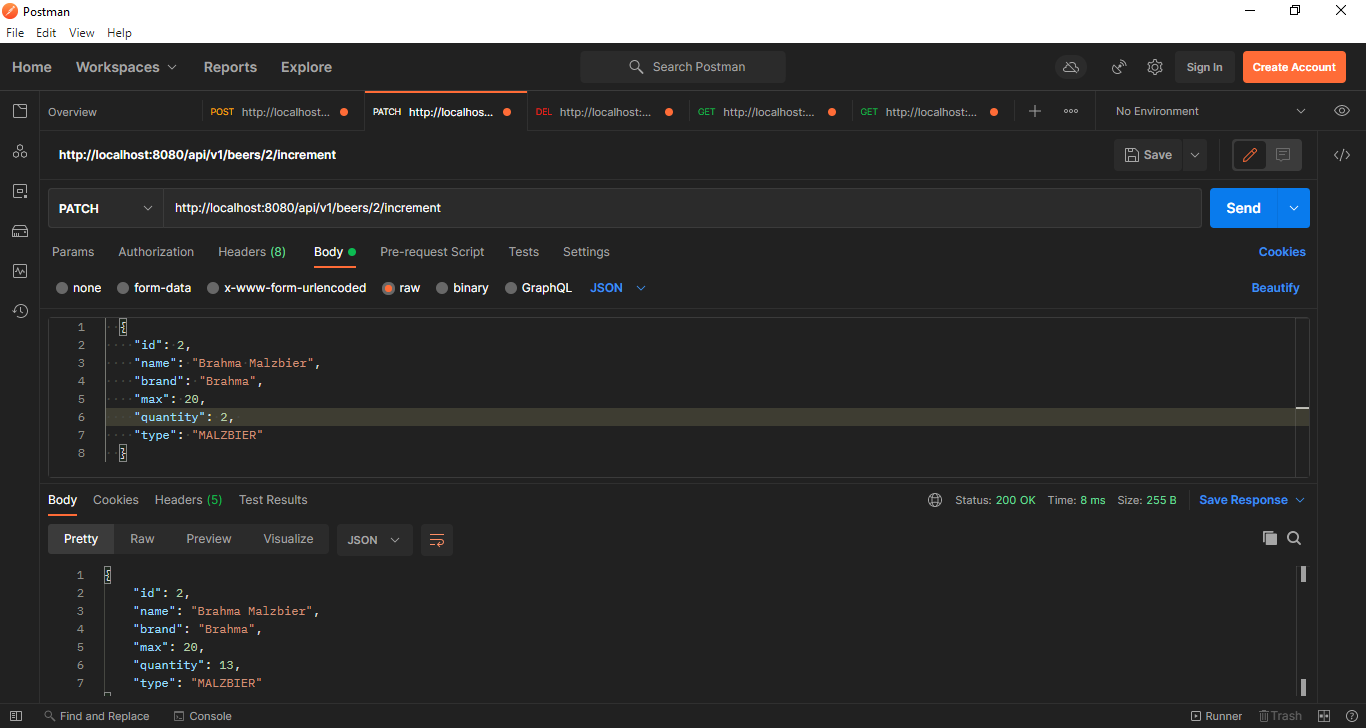 Postman
File Edit View Help
Home Workspaces Reports Explore Search Postman Sign In Create Account
Overview POST http://localhost... PATCH http://localhos... DEL http://localhost:... GET http://localhost:... GET http://localhost:... No Environment
http://localhost:8080/api/v1/beers/2/increment Save
PATCH http://localhost:8080/api/v1/beers/2/increment Send
Params Authorization Headers (8) Body Pre-request Script Tests Settings Cookies
none form-data x-www-form-urlencoded raw binary GraphQL JSON Beautify
1 {
2 "id": 2,
3 "name": "Brahma Malzbier",
4 "brand": "Brahma",
5 "max": 20,
6 "quantity": 2,
7 "type": "MALZBIER"
8 }
Body Cookies Headers (5) Test Results Status: 200 OK Time: 8 ms Size: 255 B Save Response
Pretty Raw Preview Visualize JSON
1 {
2 "id": 2,
3 "name": "Brahma Malzbier",
4 "brand": "Brahma",
5 "max": 20,
6 "quantity": 13,
7 "type": "MALZBIER"
Find and Replace Console Runner Trash